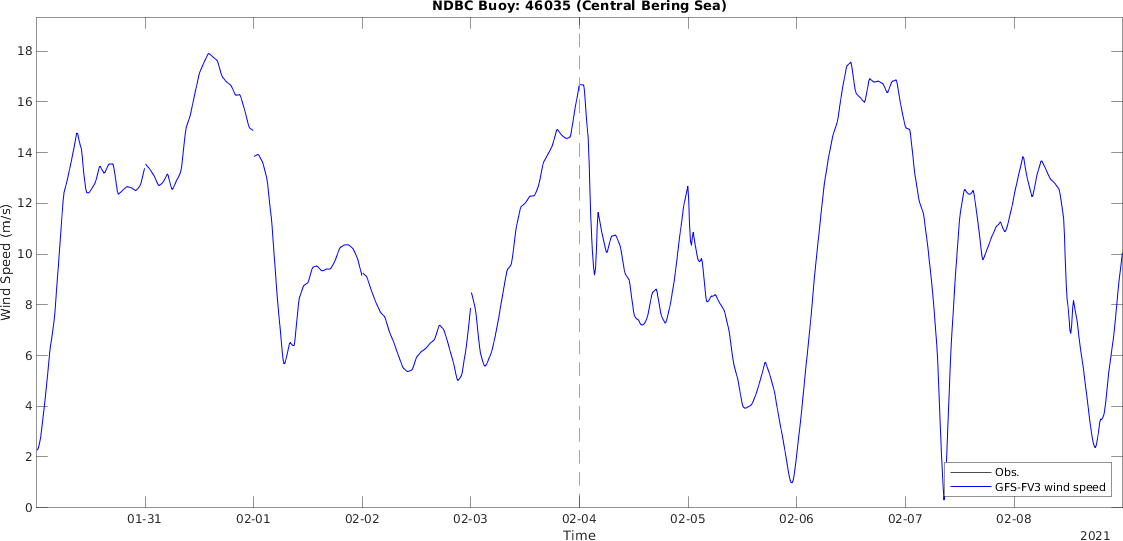 NDBC Buoy: 46035 (Central Bering Sea)
18
16
14
12
10
8
6
4
2
0
Wind Speed (m/s)
01-31 02-01 02-02 02-03 02-04 02-05 02-06 02-07 02-08
Time
2021
Obs.
GFS-FV3 wind speed